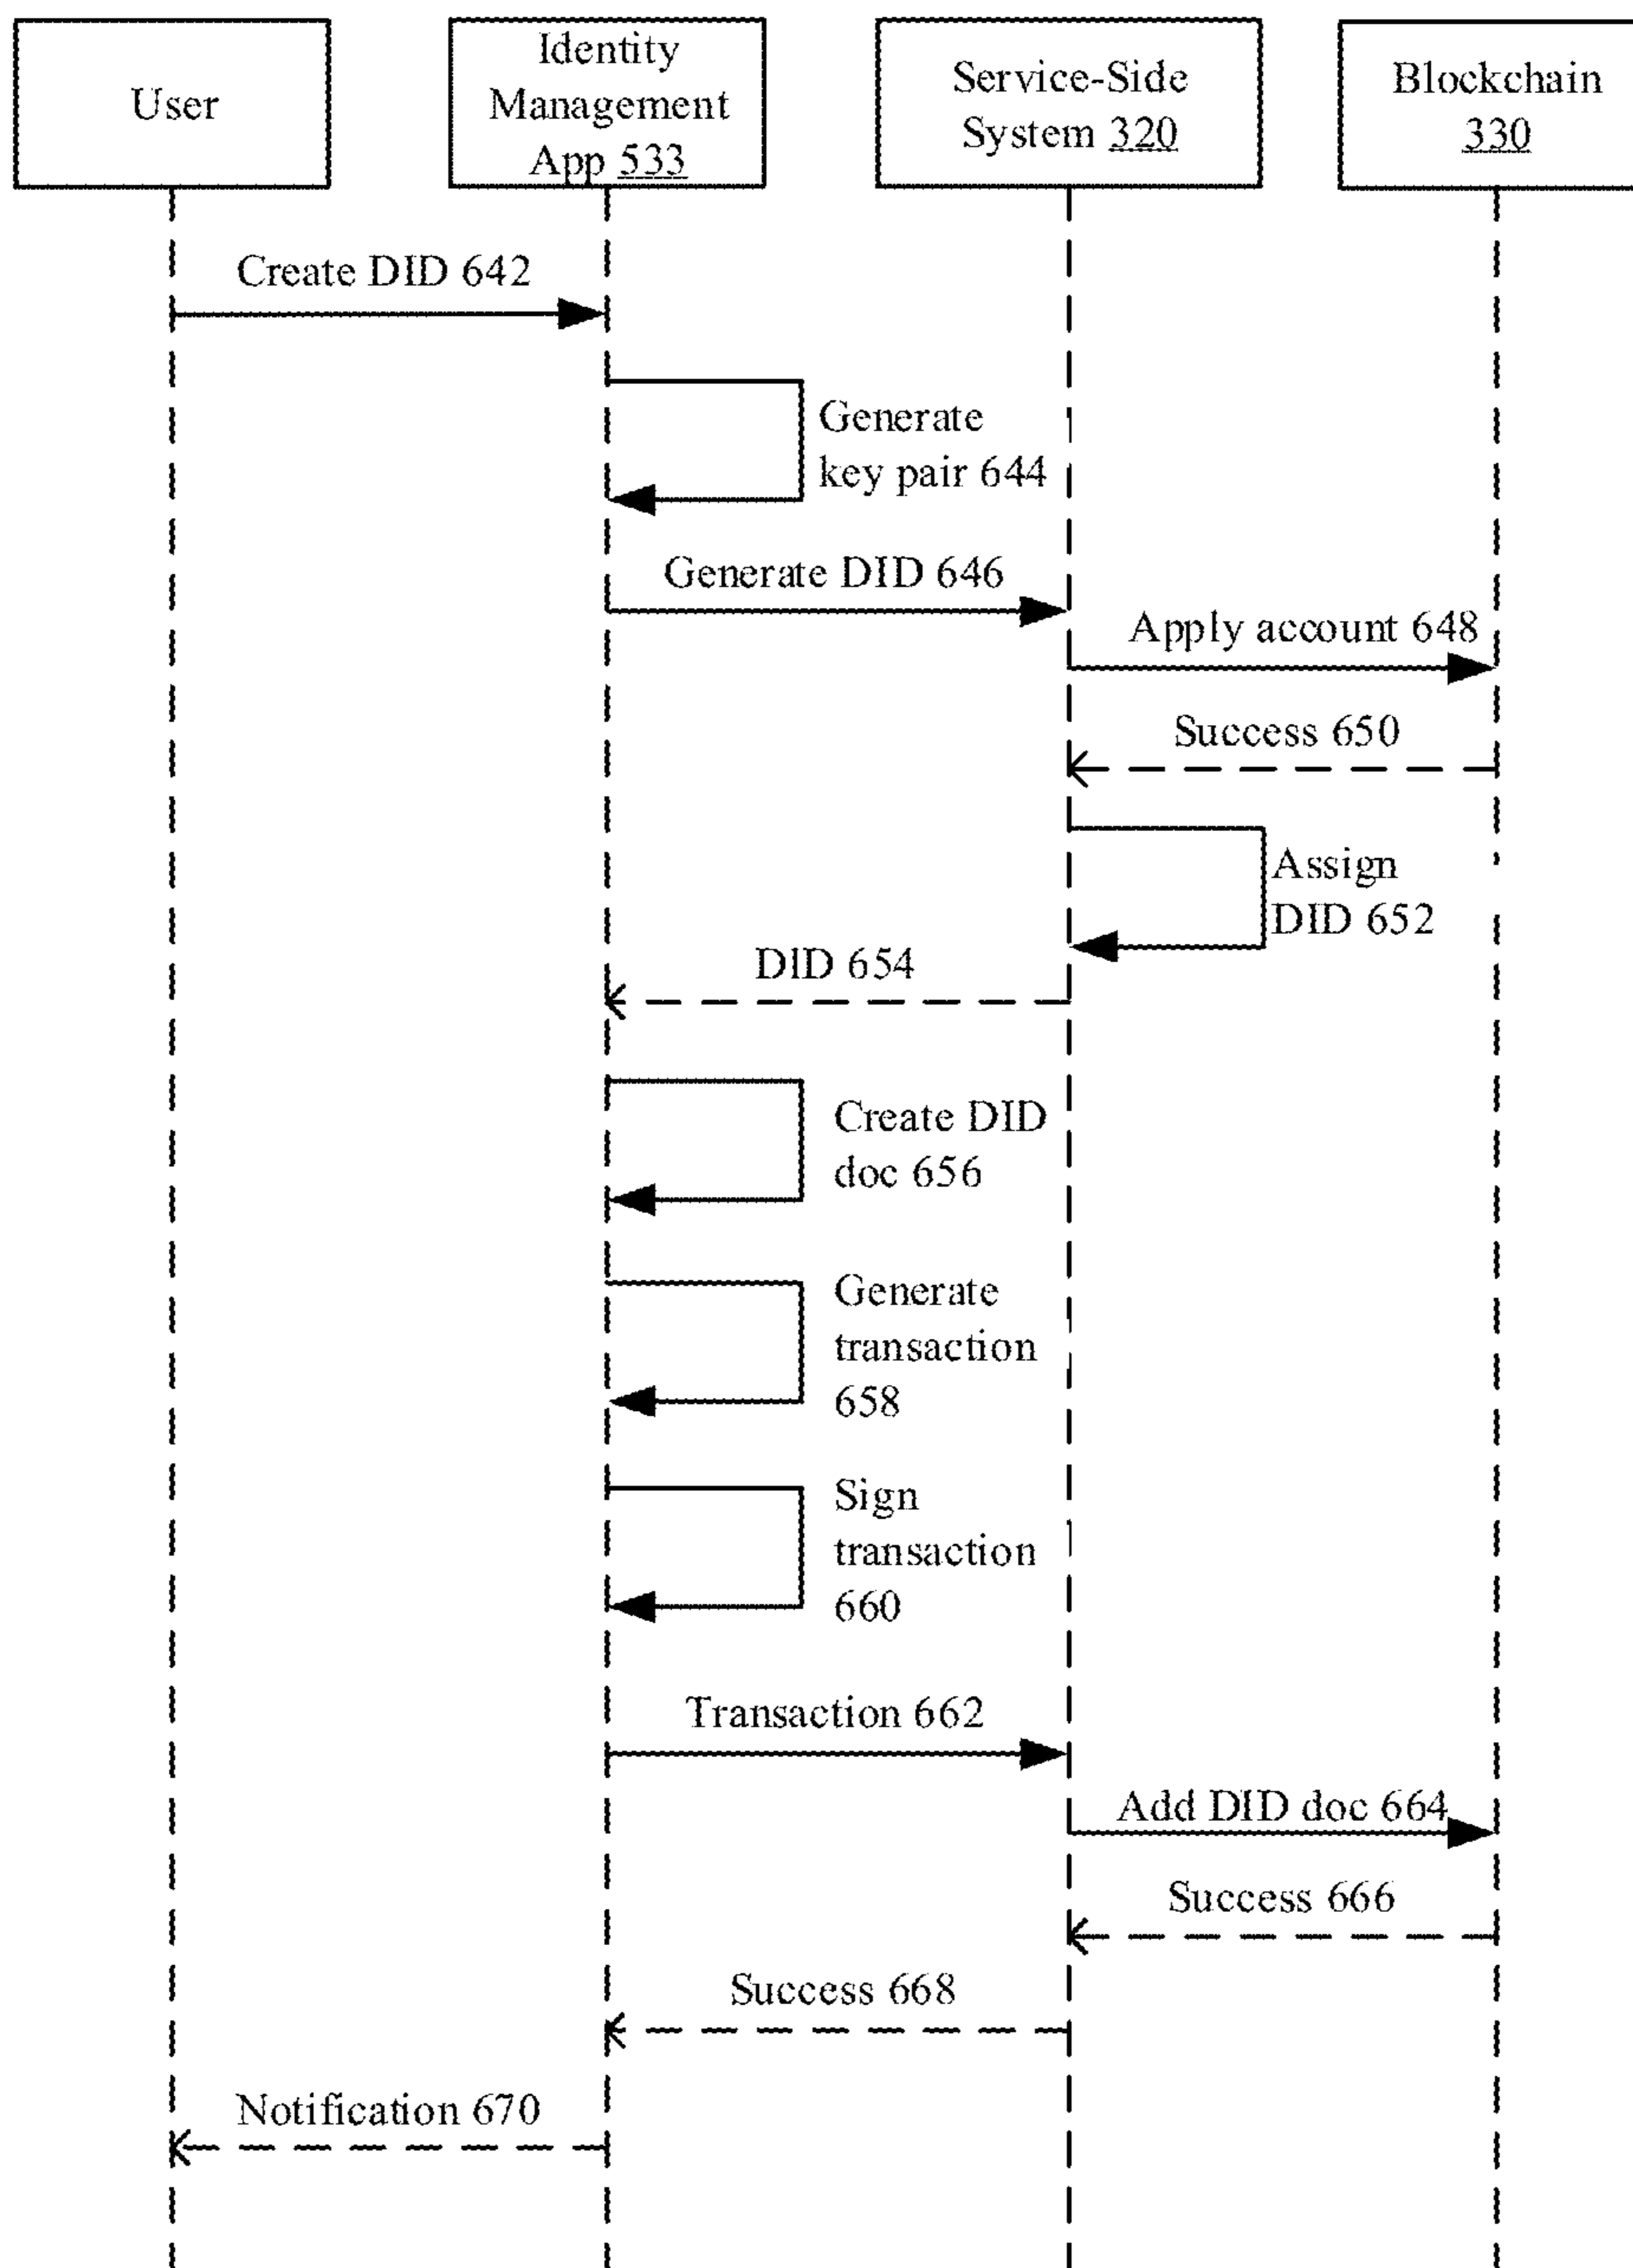 User
Identity
Management
App 533
Service-Side
System 320
Blockchain
330
Create DID 642
Generate
key pair 644
Generate DID 646
Apply account 648
Success 650
Assign
DID 652
DID 654
Create DID
doc 656
Generate
transaction
658
Sign
transaction
660
Transaction 662
Add DID doc 664
Success 666
Success 668
Notification 670